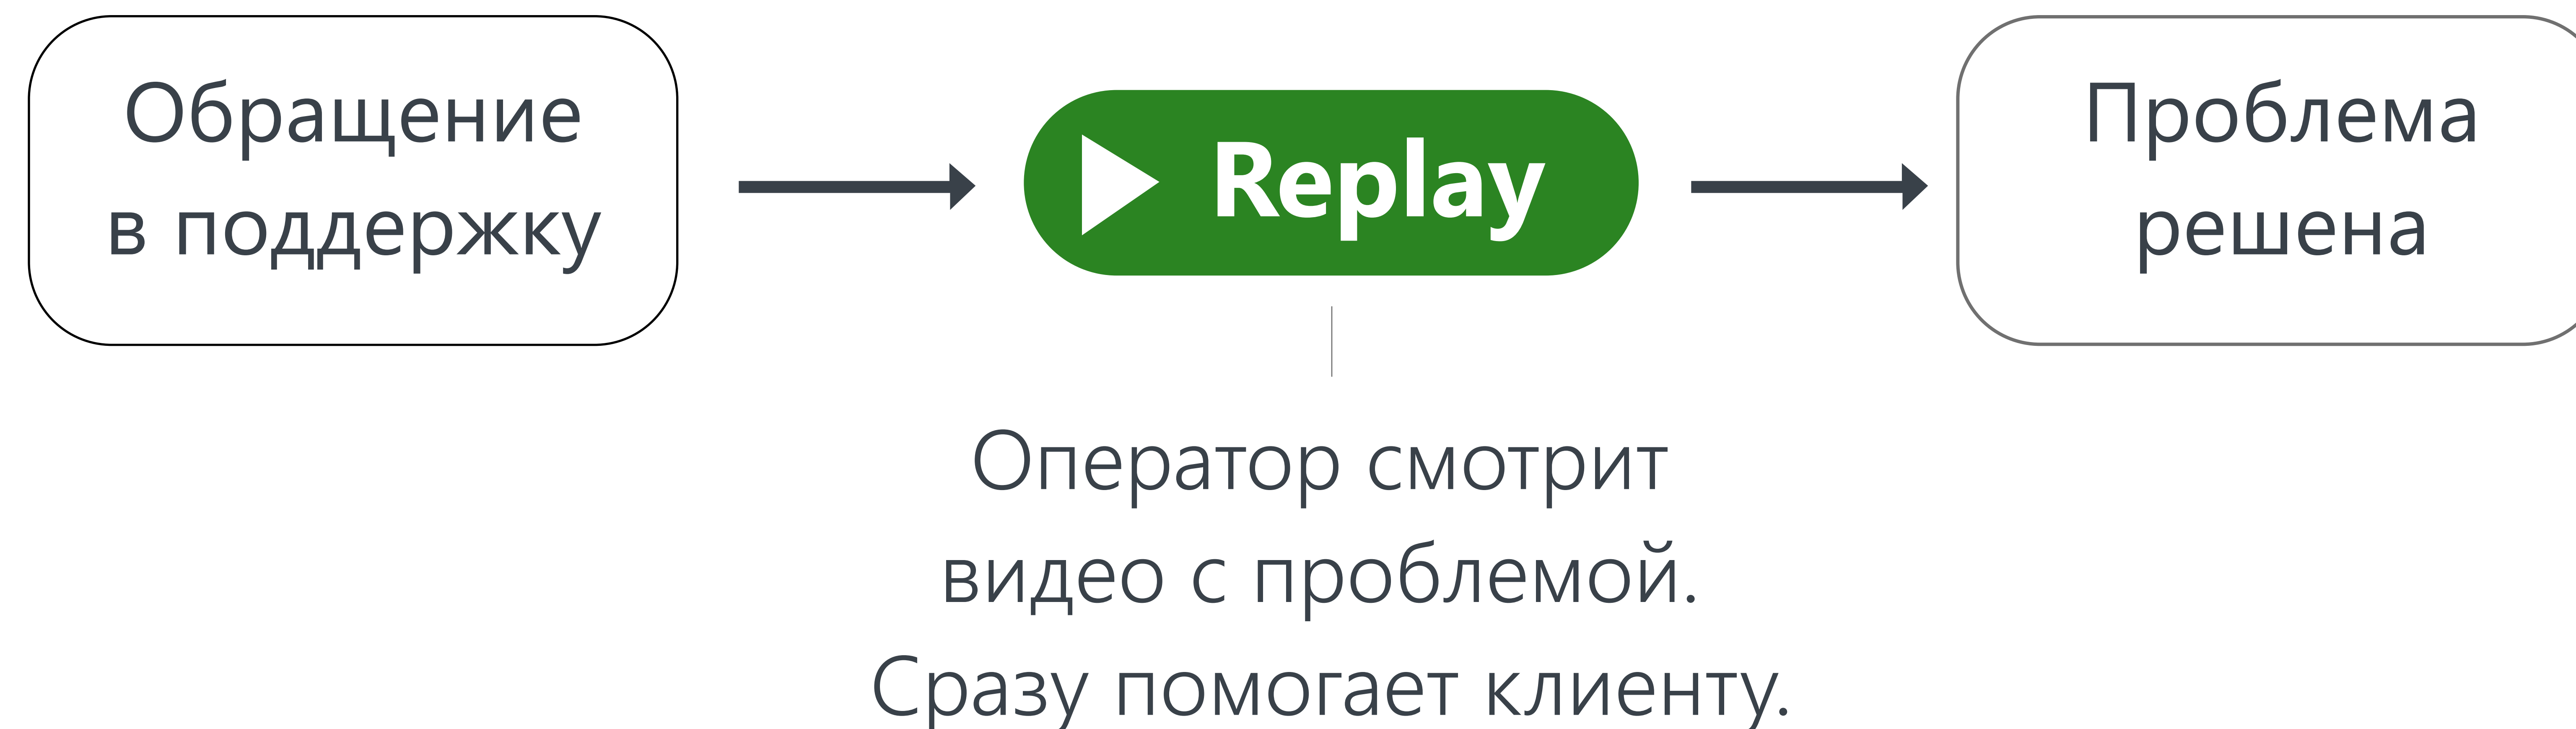 Обращение
в поддержку
Replay
Проблема
решена
Оператор смотрит
видео с проблемой.
Сразу помогает клиенту.